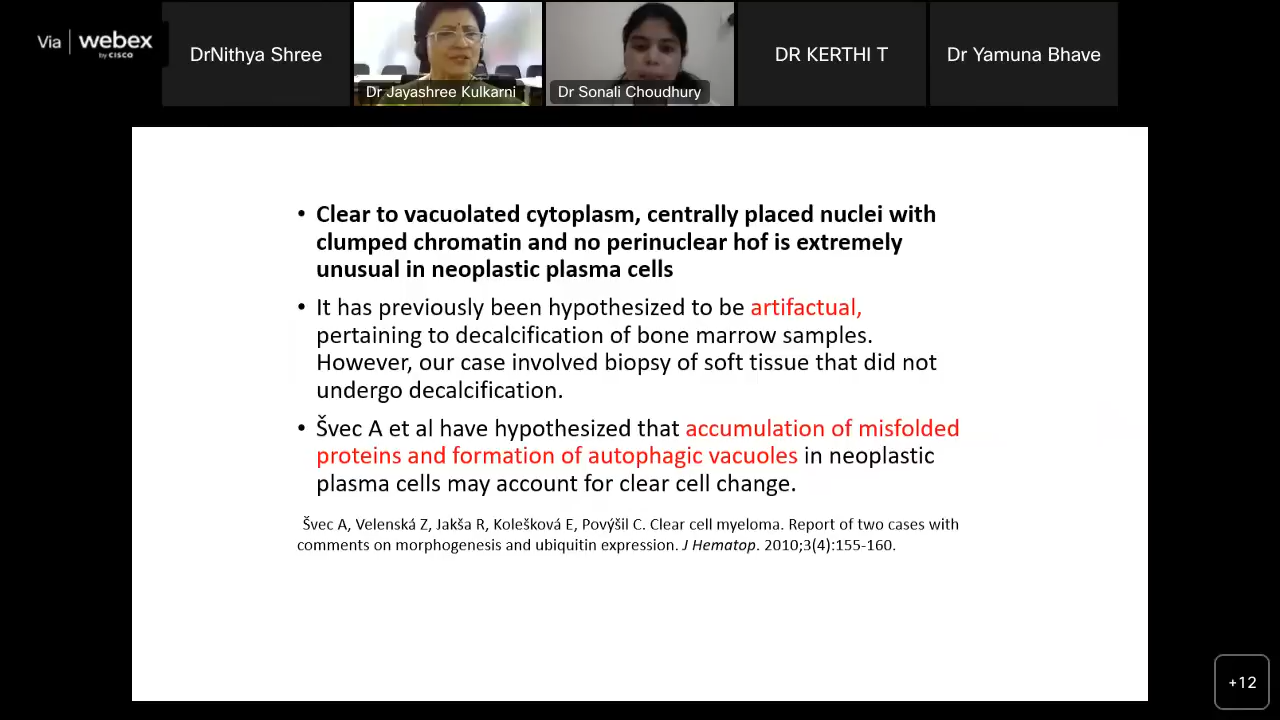 Via webex
by CISCO
DrNithya Shree
Dr Jayashree Kulkarni
Dr Sonali Choudhury
DR KERTHI T
Dr Yamuna Bhave
• Clear to vacuolated cytoplasm, centrally placed nuclei with
clumped chromatin and no perinuclear hof is extremely
unusual in neoplastic plasma cells
• It has previously been hypothesized to be artifactual,
pertaining to decalcification of bone marrow samples.
However, our case involved biopsy of soft tissue that did not
undergo decalcification.
• Švec A et al have hypothesized that accumulation of misfolded
proteins and formation of autophagic vacuoles in neoplastic
plasma cells may account for clear cell change.
Švec A, Velenská Z, Jakša R, Kolešková E, Povýšil C. Clear cell myeloma. Report of two cases with
comments on morphogenesis and ubiquitin expression. J Hematop. 2010;3(4):155-160.
+12